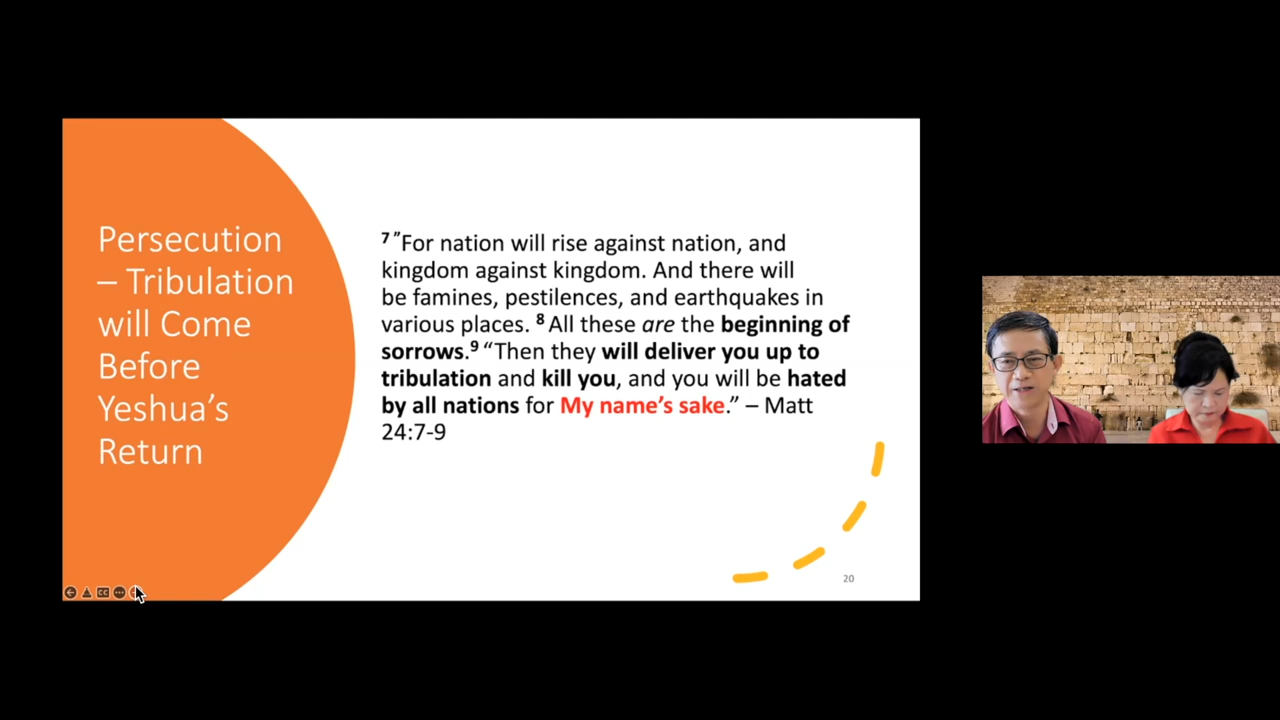 Persecution
– Tribulation
will Come
Before
Yeshua’s
Return
7 ”For nation will rise against nation, and
kingdom against kingdom. And there will
be famines, pestilences, and earthquakes in
various places. 8 All these are the beginning of
sorrows.9 “Then they will deliver you up to
tribulation and kill you, and you will be hated
by all nations for My name’s sake.” – Matt
24:7-9
20
CC